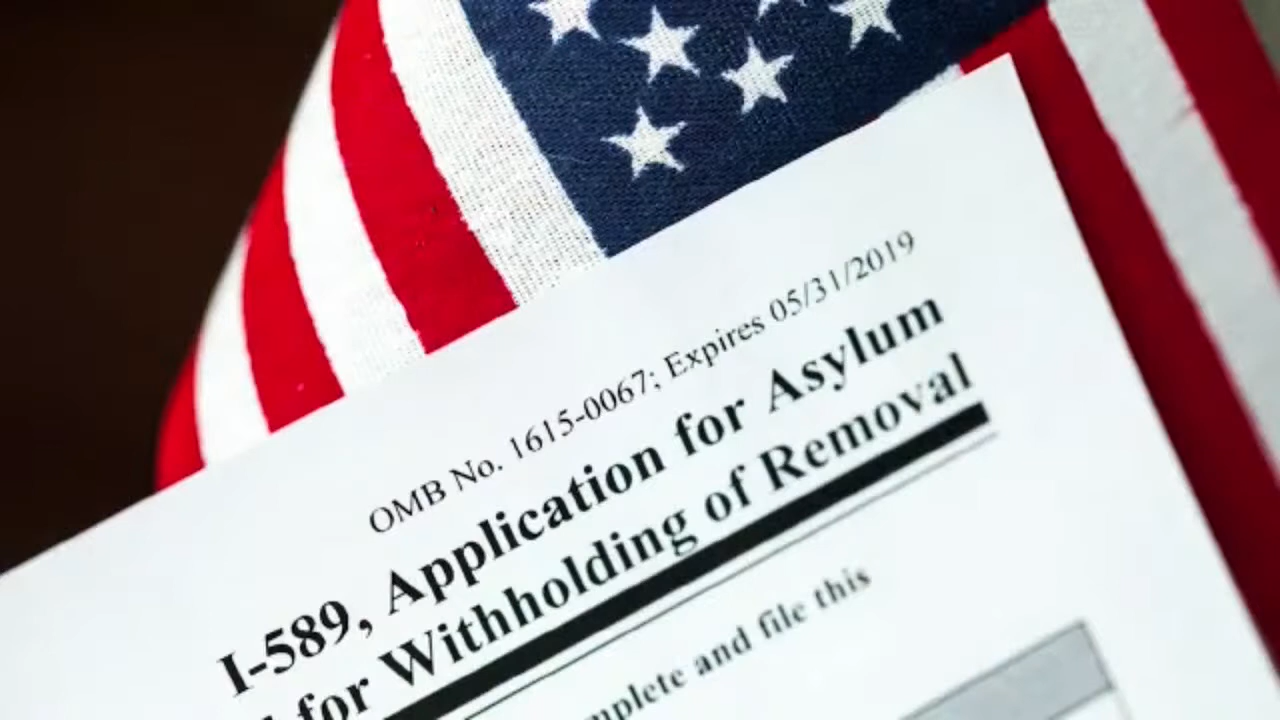 OMB No. 1615-0067; Expires 05/31/2019
I-589, Application for Asylum
for Withholding of Removal
and file this